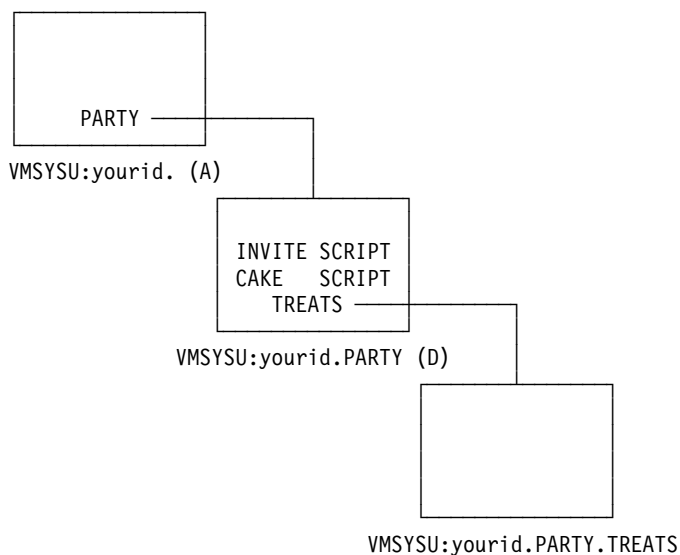 PARTY
VMSYSU:yourid. (A)
INVITE SCRIPT
CAKE   SCRIPT
TREATS
VMSYSU:yourid.PARTY (D)
VMSYSU:yourid.PARTY.TREATS